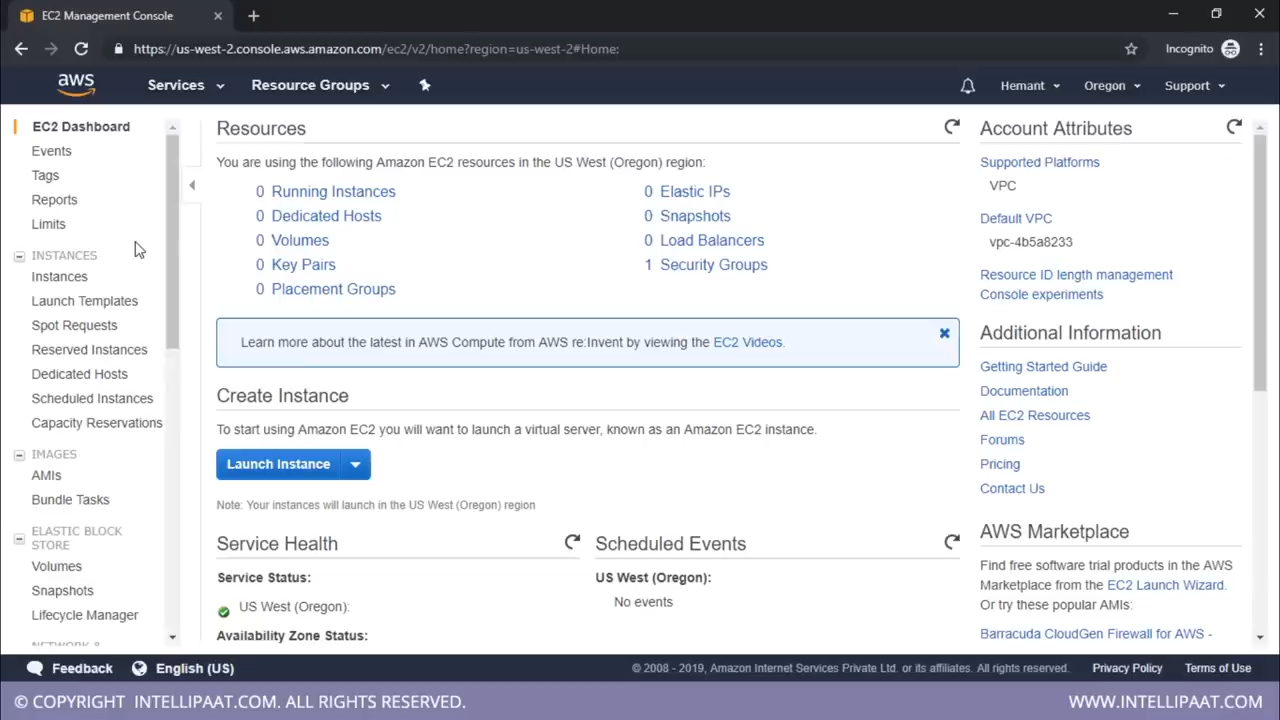 EC2 Management Console
https://us-west-2.console.aws.amazon.com/ec2/v2/home?region=us-west-2#Home:
Incognito
aws
Services
Resource Groups
Hemant
Oregon
Support
EC2 Dashboard
Events
Tags
Reports
Limits
INSTANCES
Instances
Launch Templates
Spot Requests
Reserved Instances
Dedicated Hosts
Scheduled Instances
Capacity Reservations
IMAGES
AMIs
Bundle Tasks
ELASTIC BLOCK
STORE
Volumes
Snapshots
Lifecycle Manager
Resources
You are using the following Amazon EC2 resources in the US West (Oregon) region:
0 Running Instances
0 Elastic IPs
0 Dedicated Hosts
0 Snapshots
0 Volumes
0 Load Balancers
0 Key Pairs
1 Security Groups
0 Placement Groups
Learn more about the latest in AWS Compute from AWS re:Invent by viewing the EC2 Videos.
Create Instance
To start using Amazon EC2 you will want to launch a virtual server, known as an Amazon EC2 instance.
Launch Instance
Note: Your instances will launch in the US West (Oregon) region
Service Health
Service Status:
US West (Oregon):
Availability Zone Status:
Scheduled Events
US West (Oregon):
No events
Account Attributes
Supported Platforms
VPC
Default VPC
vpc-4b5a8233
Resource ID length management
Console experiments
Additional Information
Getting Started Guide
Documentation
All EC2 Resources
Forums
Pricing
Contact Us
AWS Marketplace
Find free software trial products in the AWS
Marketplace from the EC2 Launch Wizard.
Or try these popular AMIs:
Barracuda CloudGen Firewall for AWS -
Feedback
English (US)
© 2008 - 2019, Amazon Internet Services Private Ltd. or its affiliates. All rights reserved.
Privacy Policy
Terms of Use
© COPYRIGHT INTELLIPAAT.COM. ALL RIGHTS RESERVED.
WWW.INTELLIPAAT.COM